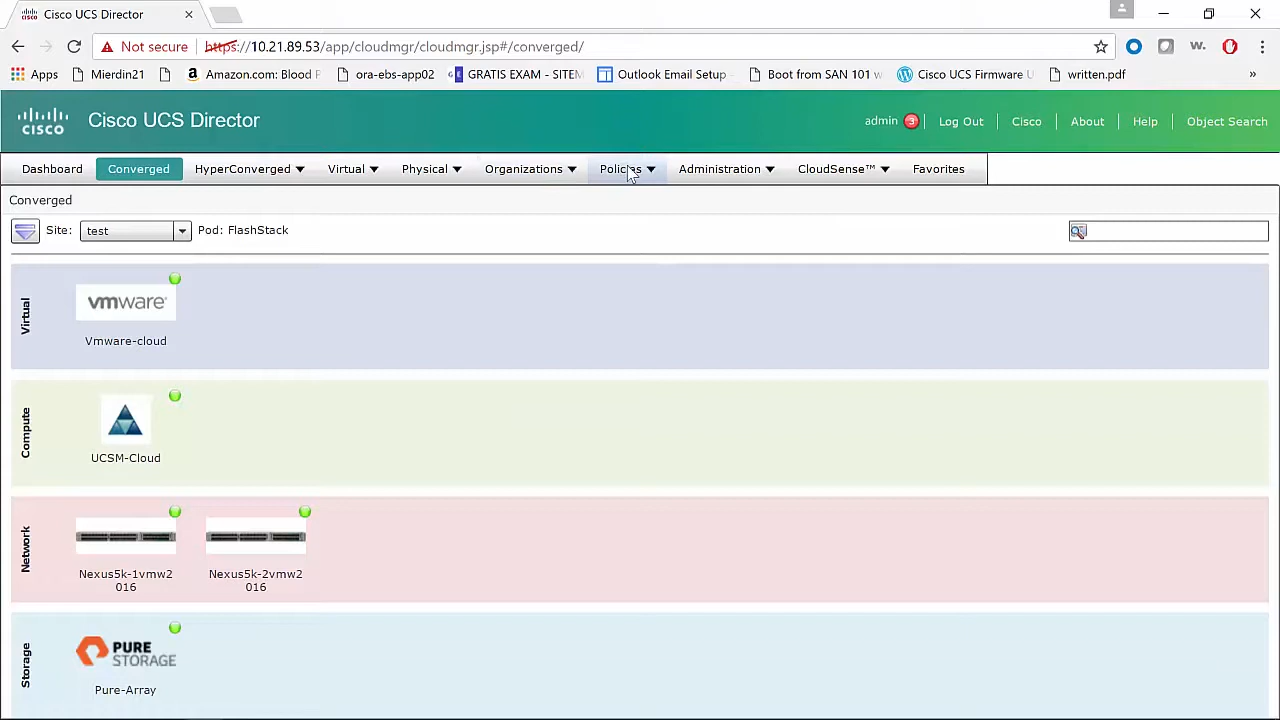 Cisco UCS Director
Not secure https://10.21.89.53/app/cloudmgr/cloudmgr.jsp#/converged/
Apps Mierdin21 Amazon.com: Blood F ora-ebs-app02 GRATIS EXAM - SITEM Outlook Email Setup Boot from SAN 101 w Cisco UCS Firmware U written.pdf »
cisco Cisco UCS Director admin 3 Log Out Cisco About Help Object Search
Dashboard Converged HyperConverged Virtual Physical Organizations Policies Administration CloudSense™ Favorites
Converged
Site: test Pod: FlashStack
Virtual
vmware
Vmware-cloud
Compute
UCSM-Cloud
Network
Nexus5k-1vmw2
016
Nexus5k-2vmw2
016
Storage
PURE
STORAGE
Pure-Array